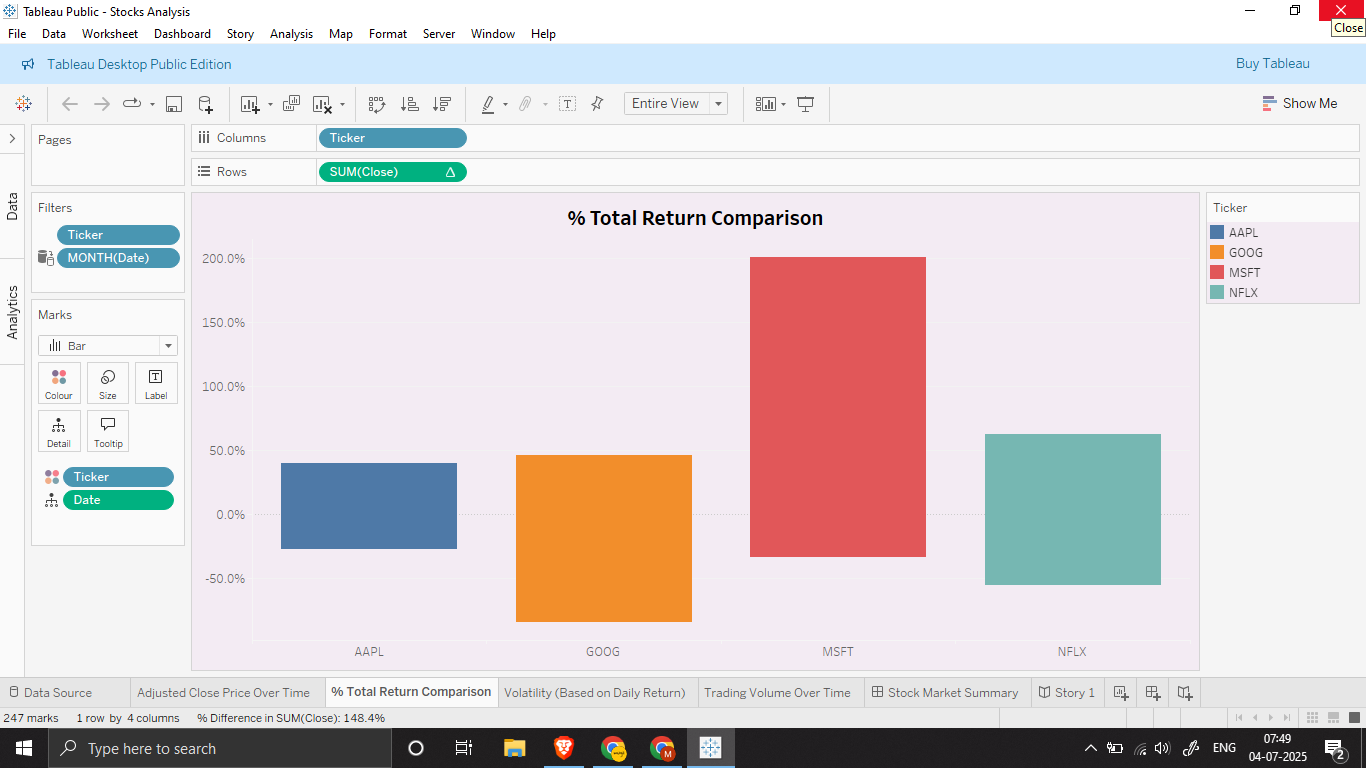 Tableau Public - Stocks Analysis
Close
File Data Worksheet Dashboard Story Analysis Map Format Server Window Help
Tableau Desktop Public Edition
Buy Tableau
Entire View
Show Me
Data
Analytics
Pages
Columns
Ticker
Rows
SUM(Close) Δ
Filters
Ticker
MONTH(Date)
Marks
Bar
Colour Size Label
Detail Tooltip
Ticker
Date
% Total Return Comparison
200.0%
150.0%
100.0%
50.0%
0.0%
-50.0%
AAPL GOOG MSFT NFLX
Ticker
AAPL
GOOG
MSFT
NFLX
Data Source Adjusted Close Price Over Time % Total Return Comparison Volatility (Based on Daily Return) Trading Volume Over Time Stock Market Summary Story 1
247 marks 1 row by 4 columns % Difference in SUM(Close): 148.4%
Type here to search
ENG
07:49
04-07-2025
2